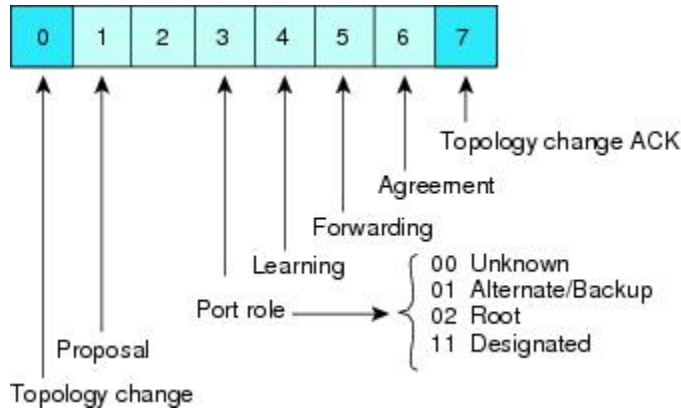 0 1 2 3 4 5 6 7
Topology change ACK
Agreement
Forwarding
Learning
00 Unknown
01 Alternate/Backup
Port role
02 Root
11 Designated
Proposal
Topology change